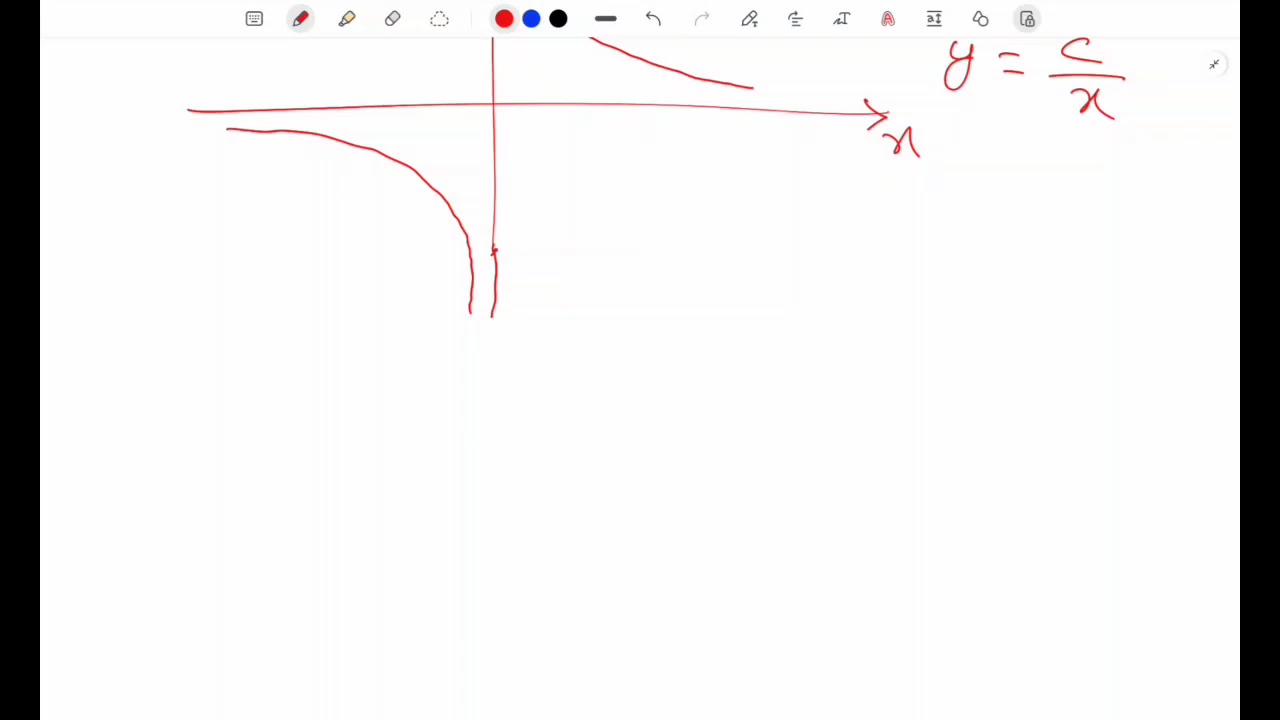 y = c/x
x